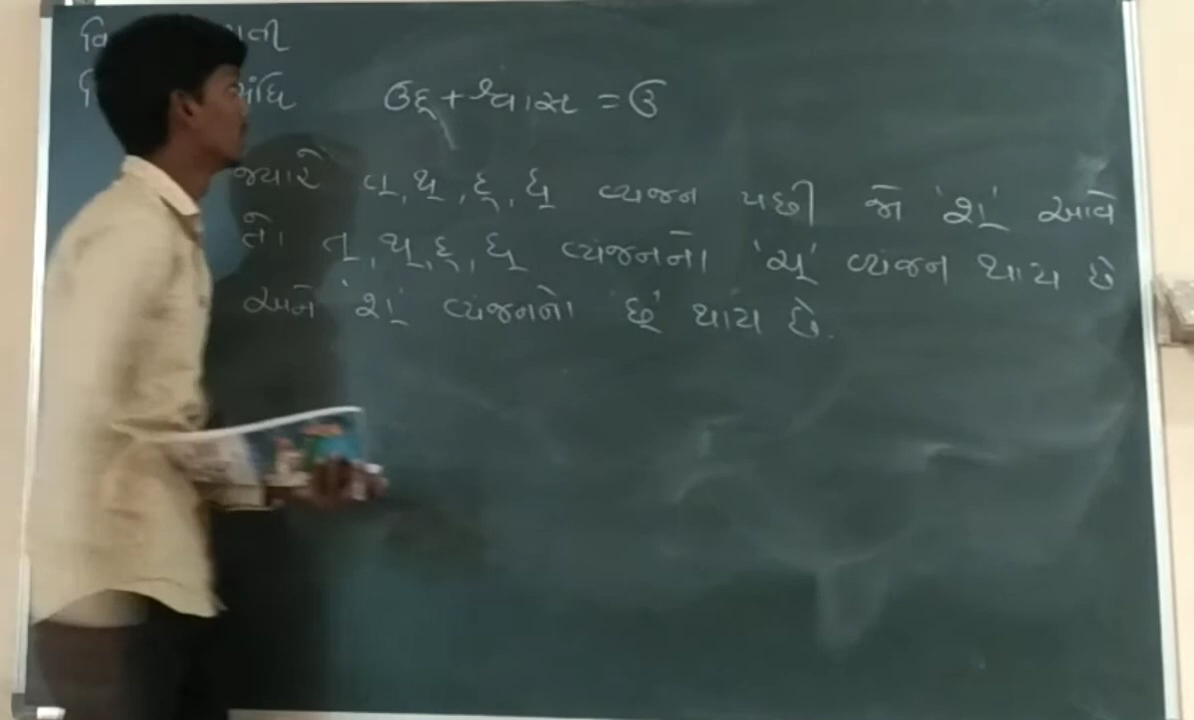 સંધિ ઉદ્ + શ્વાસ = ઉ
જ્યારે ત્, થ્, દ્, ધ્ વ્યંજન પછી જો 'શ્' આવે
તો ત્, થ્, દ્, ધ્ વ્યંજનનો 'ચ્' વ્યંજન થાય છે
અને 'શ્' વ્યંજનનો 'છ્' થાય છે.